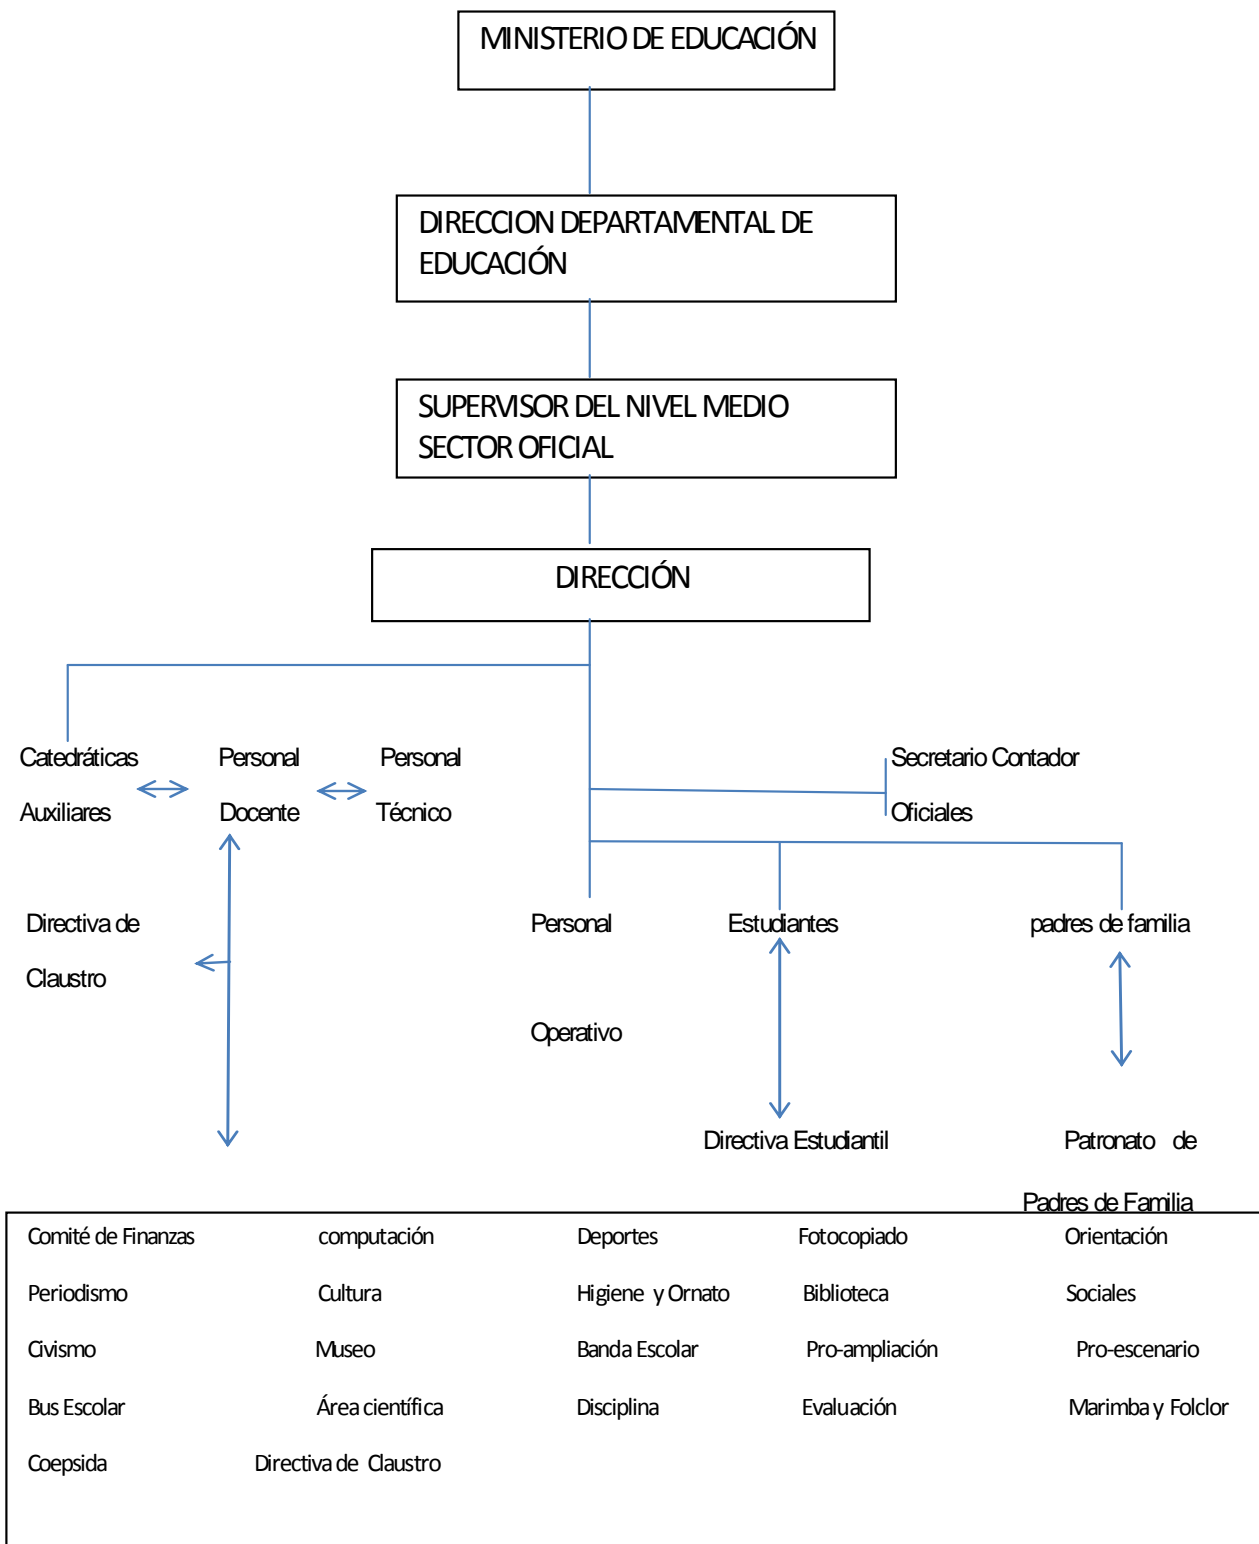 MINISTERIO DE EDUCACIÓN
DIRECCION DEPARTAMENTAL DE
EDUCACIÓN
SUPERVISOR DEL NIVEL MEDIO
SECTOR OFICIAL
DIRECCIÓN
Catedráticas Personal Personal Secretario Contador
Auxiliares Docente Técnico Oficiales
Directiva de Personal Estudiantes padres de familia
Claustro
Operativo
Directiva Estudiantil Patronato de
Padres de Familia
Comité de Finanzas computación Deportes Fotocopiado Orientación
Periodismo Cultura Higiene y Ornato Biblioteca Sociales
Civismo Museo Banda Escolar Pro-ampliación Pro-escenario
Bus Escolar Área científica Disciplina Evaluación Marimba y Folclor
Coepsida Directiva de Claustro